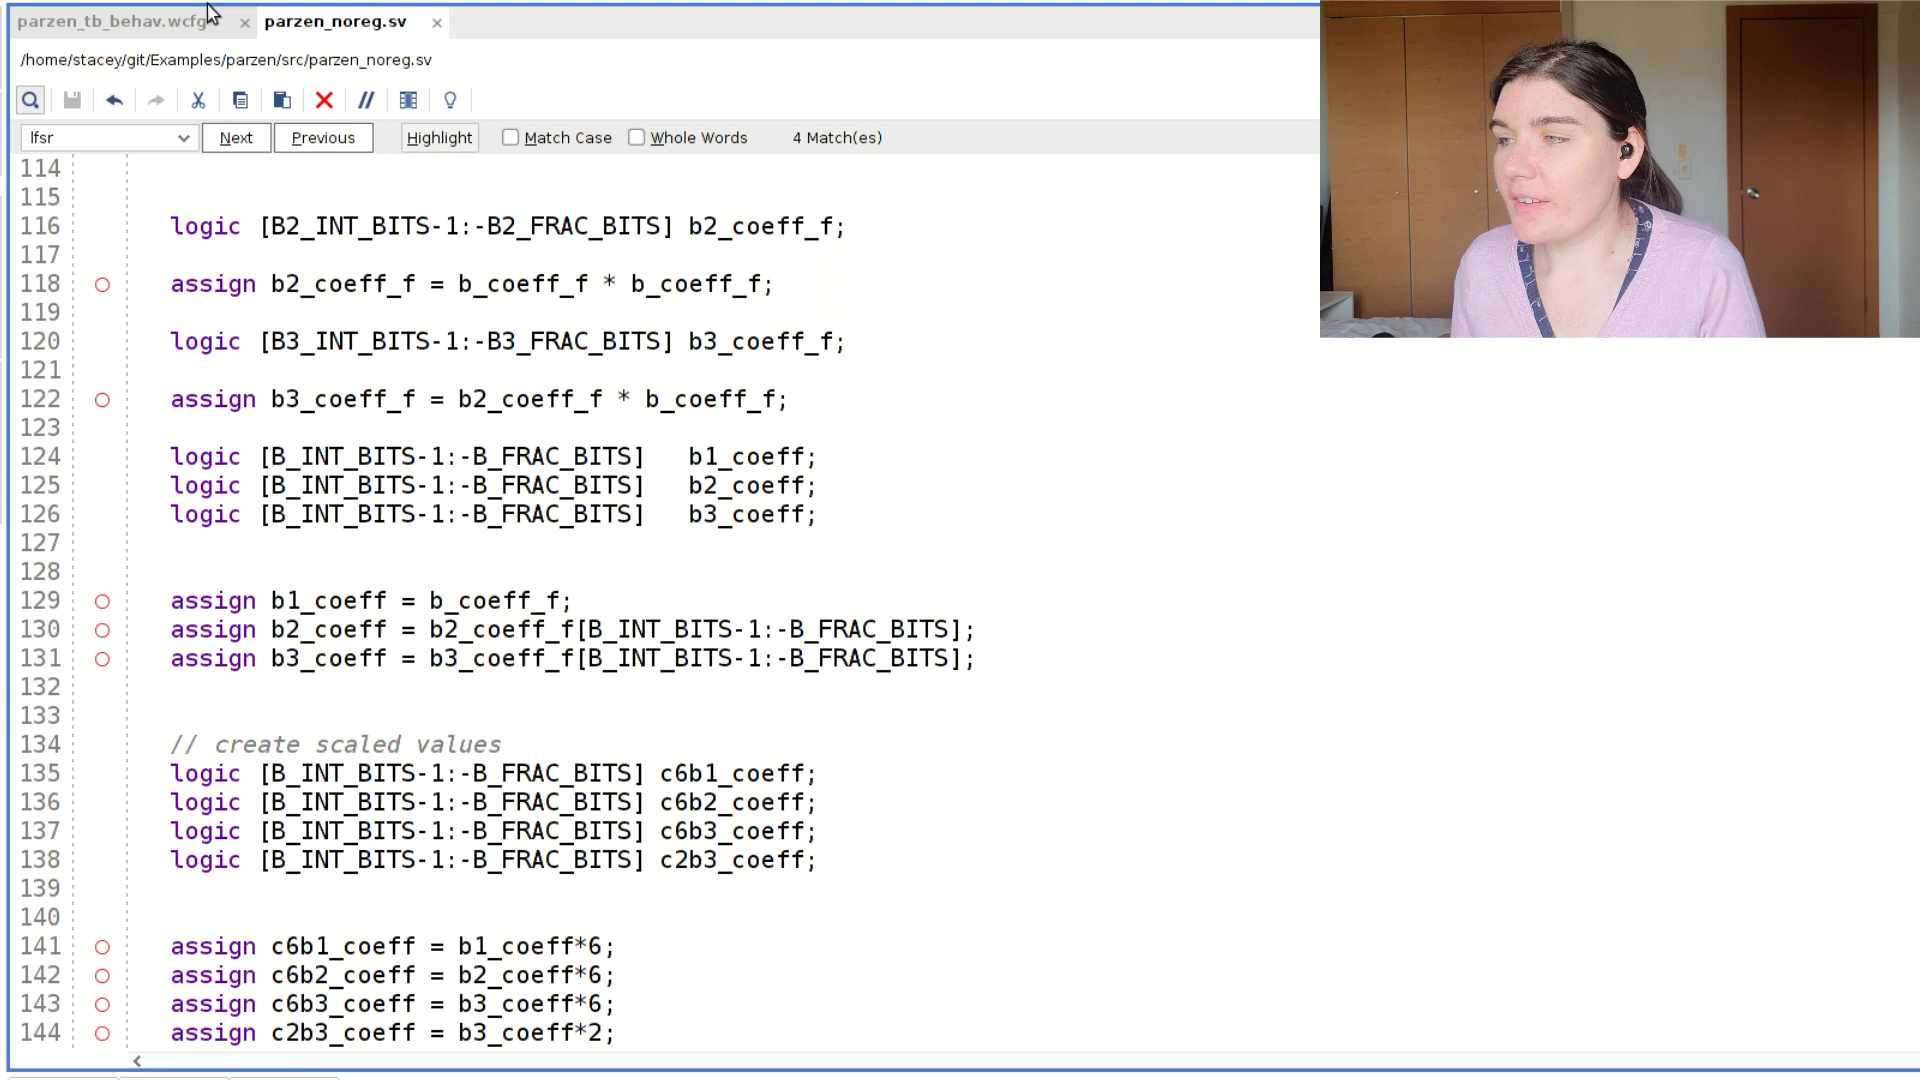 parzen_tb_behav.wcfg × parzen_noreg.sv ×
/home/stacey/git/Examples/parzen/src/parzen_noreg.sv
lfsr Next Previous Highlight Match Case Whole Words 4 Match(es)
114
115
116 logic [B2_INT_BITS-1:-B2_FRAC_BITS] b2_coeff_f;
117
118 assign b2_coeff_f = b_coeff_f * b_coeff_f;
119
120 logic [B3_INT_BITS-1:-B3_FRAC_BITS] b3_coeff_f;
121
122 assign b3_coeff_f = b2_coeff_f * b_coeff_f;
123
124 logic [B_INT_BITS-1:-B_FRAC_BITS] b1_coeff;
125 logic [B_INT_BITS-1:-B_FRAC_BITS] b2_coeff;
126 logic [B_INT_BITS-1:-B_FRAC_BITS] b3_coeff;
127
128
129 assign b1_coeff = b_coeff_f;
130 assign b2_coeff = b2_coeff_f[B_INT_BITS-1:-B_FRAC_BITS];
131 assign b3_coeff = b3_coeff_f[B_INT_BITS-1:-B_FRAC_BITS];
132
133
134 // create scaled values
135 logic [B_INT_BITS-1:-B_FRAC_BITS] c6b1_coeff;
136 logic [B_INT_BITS-1:-B_FRAC_BITS] c6b2_coeff;
137 logic [B_INT_BITS-1:-B_FRAC_BITS] c6b3_coeff;
138 logic [B_INT_BITS-1:-B_FRAC_BITS] c2b3_coeff;
139
140
141 assign c6b1_coeff = b1_coeff*6;
142 assign c6b2_coeff = b2_coeff*6;
143 assign c6b3_coeff = b3_coeff*6;
144 assign c2b3_coeff = b3_coeff*2;